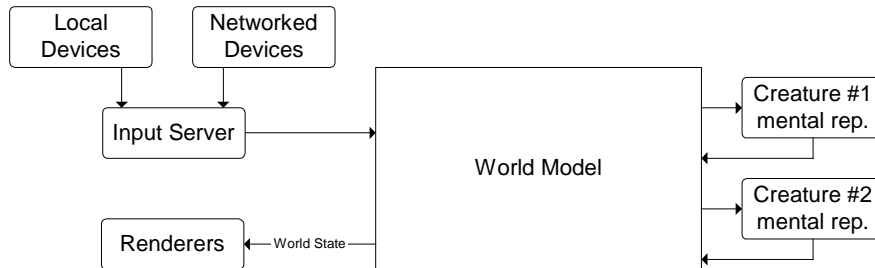 Local
Devices
Networked
Devices
Input Server
World Model
Creature #1
mental rep.
Creature #2
mental rep.
Renderers
World State